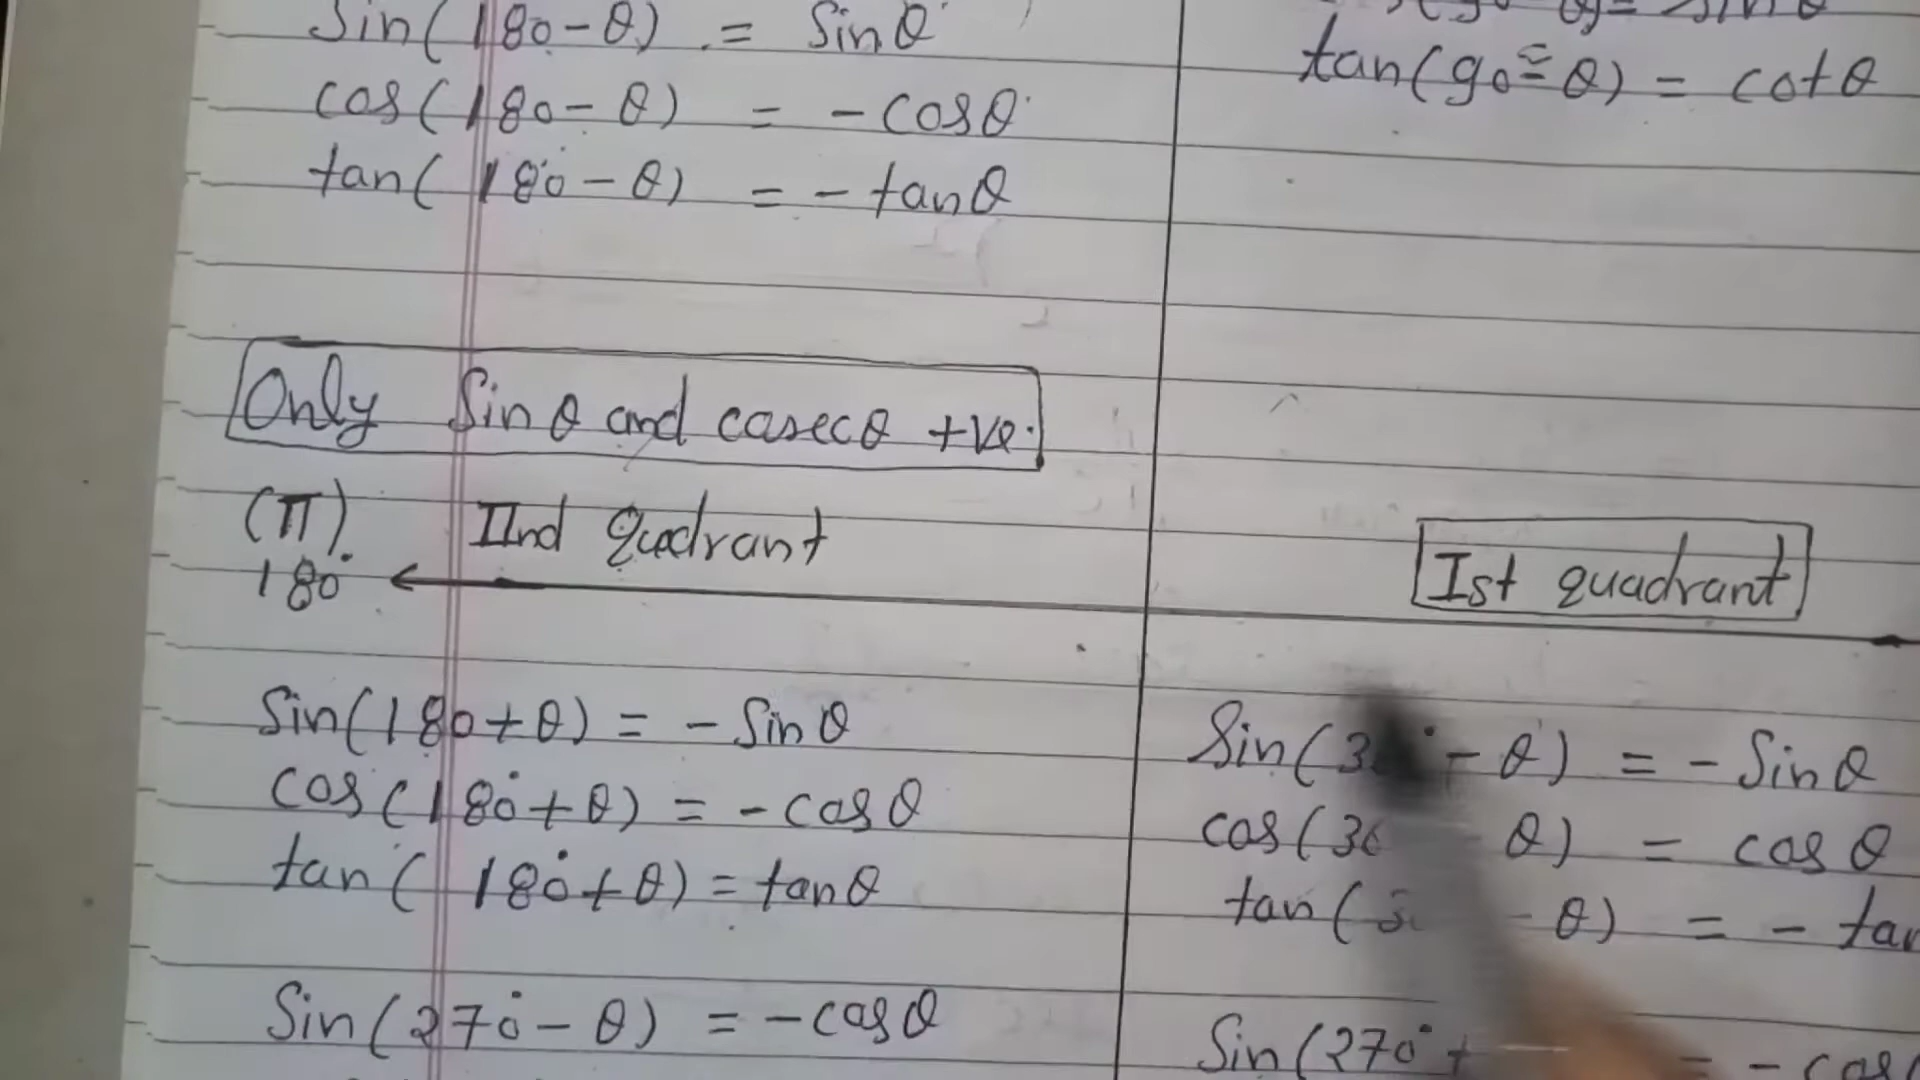 Sin(180-θ) = Sinθ
cos(180-θ) = -cosθ
tan(180°-θ) = -tanθ
= sinθ
tan(90°-θ) = cotθ
Only Sinθ and casecθ +ve.
(π) IInd Quadrant
180°
Ist quadrant
Sin(180+θ) = -Sinθ
cos(180°+θ) = -cosθ
tan(180°+θ) = tanθ
Sin(270°-θ) = -cosθ
Sin( -θ) = -Sinθ
cos( θ) = cosθ
tan( -θ) = -
Sin(270°+ = -